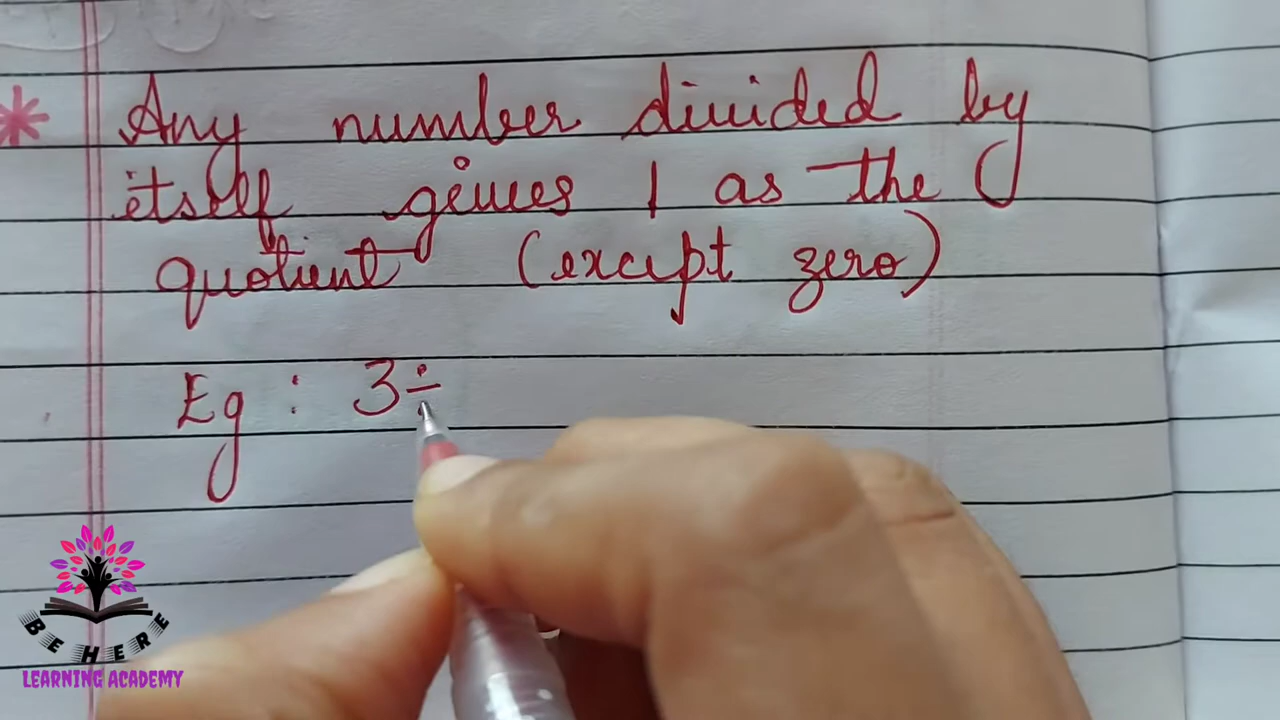 * Any number divided by
itself gives 1 as the
quotient (except zero)
Eg : 3÷
BE HERE
LEARNING ACADEMY